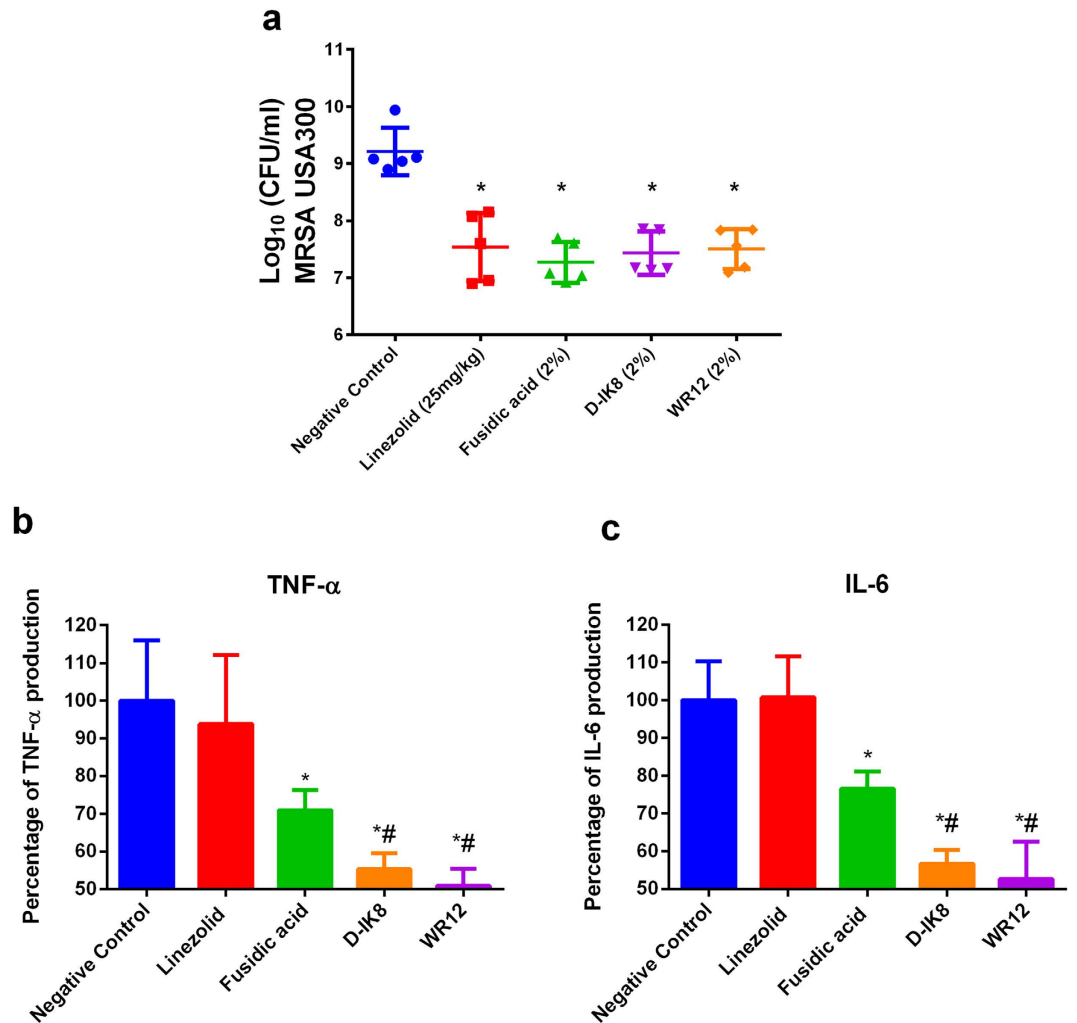 a
Log10 (CFU/ml)
MRSA USA300
11
10
9
8
7
6
*
*
*
*
Negative Control
Linezolid (25mg/kg)
Fusidic acid (2%)
D-IK8 (2%)
WR12 (2%)
b
TNF-α
Percentage of TNF-α production
120
110
100
90
80
70
60
50
*
*#
*#
Negative Control
Linezolid
Fusidic acid
D-IK8
WR12
c
IL-6
Percentage of IL-6 production
120
110
100
90
80
70
60
50
*
*#
*#
Negative Control
Linezolid
Fusidic acid
D-IK8
WR12